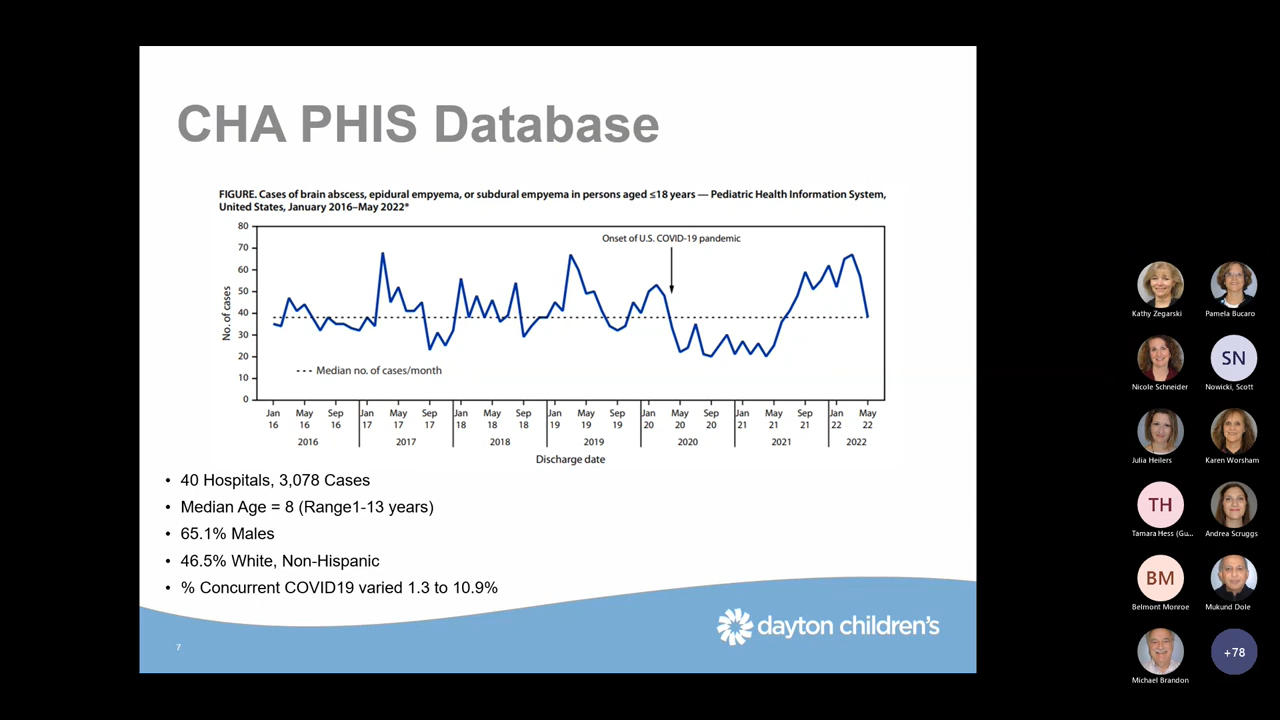 CHA PHIS Database
FIGURE. Cases of brain abscess, epidural empyema, or subdural empyema in persons aged ≤18 years — Pediatric Health Information System,
United States, January 2016–May 2022*
80
70
60
50
40
30
20
10
0
No. of cases
Onset of U.S. COVID-19 pandemic
Median no. of cases/month
Jan May Sep Jan May Sep Jan May Sep Jan May Sep Jan May Sep Jan May Sep Jan May
16 16 16 17 17 17 18 18 18 19 19 19 20 20 20 21 21 21 22 22
2016 2017 2018 2019 2020 2021 2022
Discharge date
• 40 Hospitals, 3,078 Cases
• Median Age = 8 (Range1-13 years)
• 65.1% Males
• 46.5% White, Non-Hispanic
• % Concurrent COVID19 varied 1.3 to 10.9%
7
dayton children's
Kathy Zegarski
Pamela Bucaro
Nicole Schneider
SN
Nowicki, Scott
Julia Heilers
Karen Worsham
TH
Tamara Hess (Gu...
Andrea Scruggs
BM
Belmont Monroe
Mukund Dole
Michael Brandon
+78